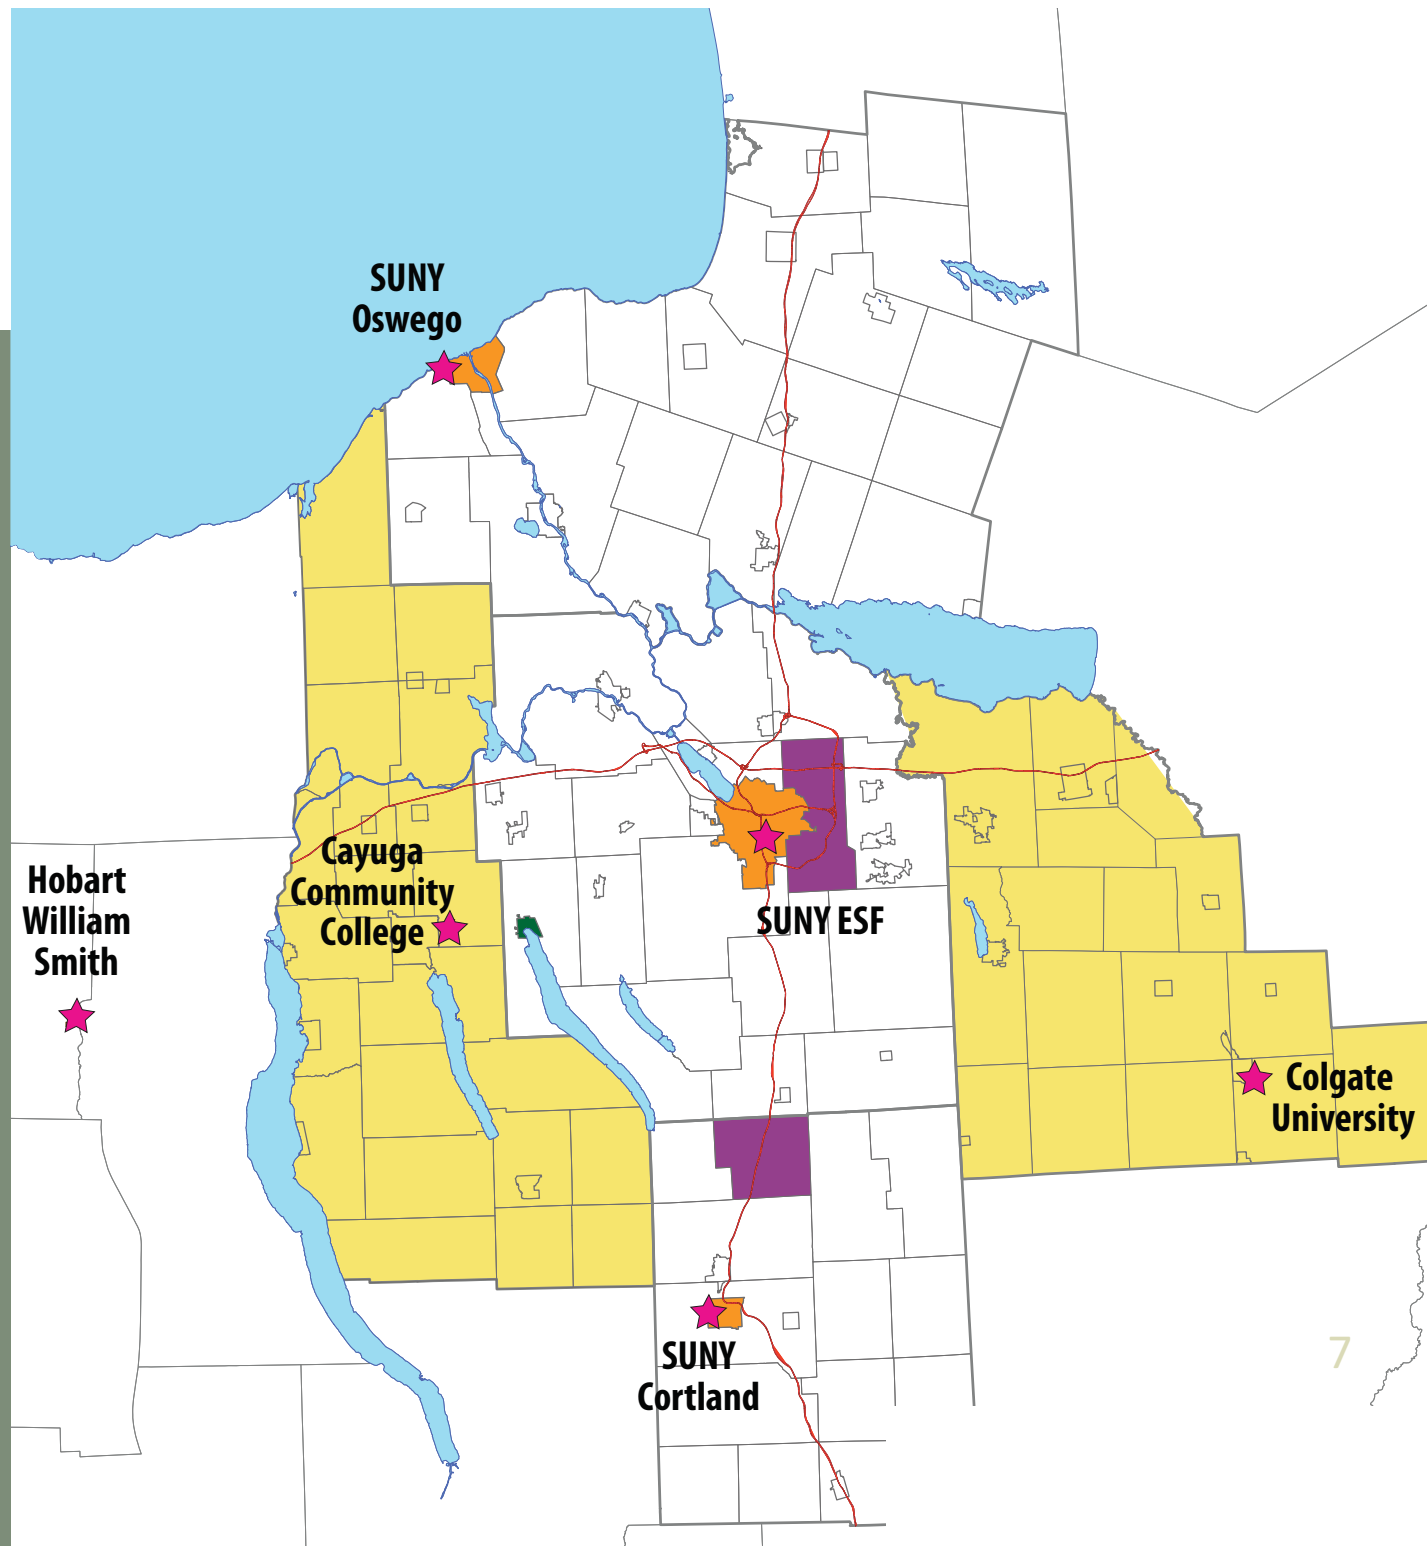 SUNY
Oswego
Cayuga
Community
College
Hobart
William
Smith
SUNY ESF
Colgate
University
SUNY
Cortland
7